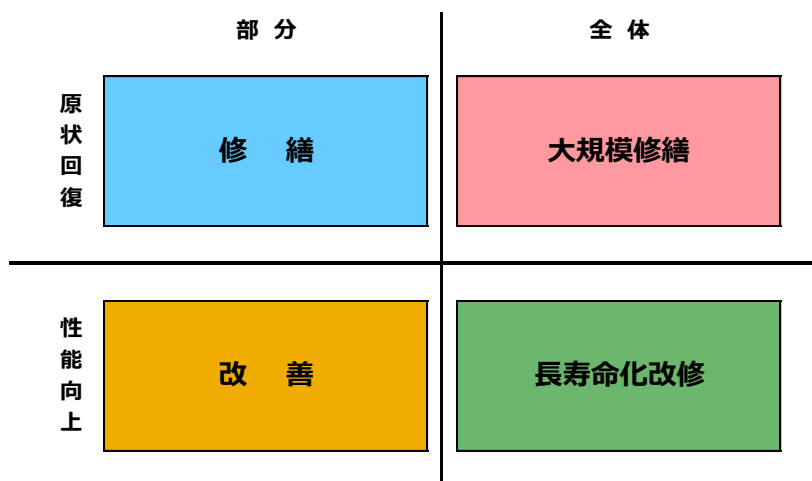 部分
全体
原状回復
修繕
大規模修繕
性能向上
改善
長寿命化改修